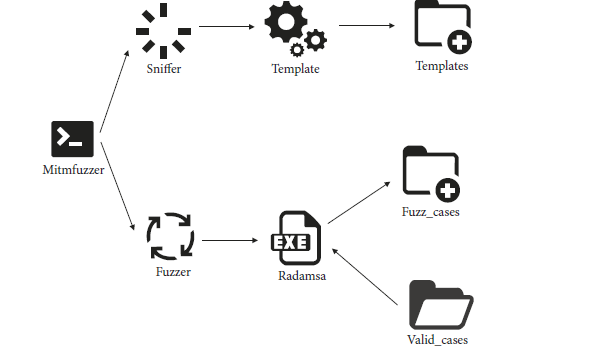 Sniffer
Template
Templates
Mitmfuzzer
Fuzz_cases
EXE
Fuzzer
Radamsa
Valid_cases